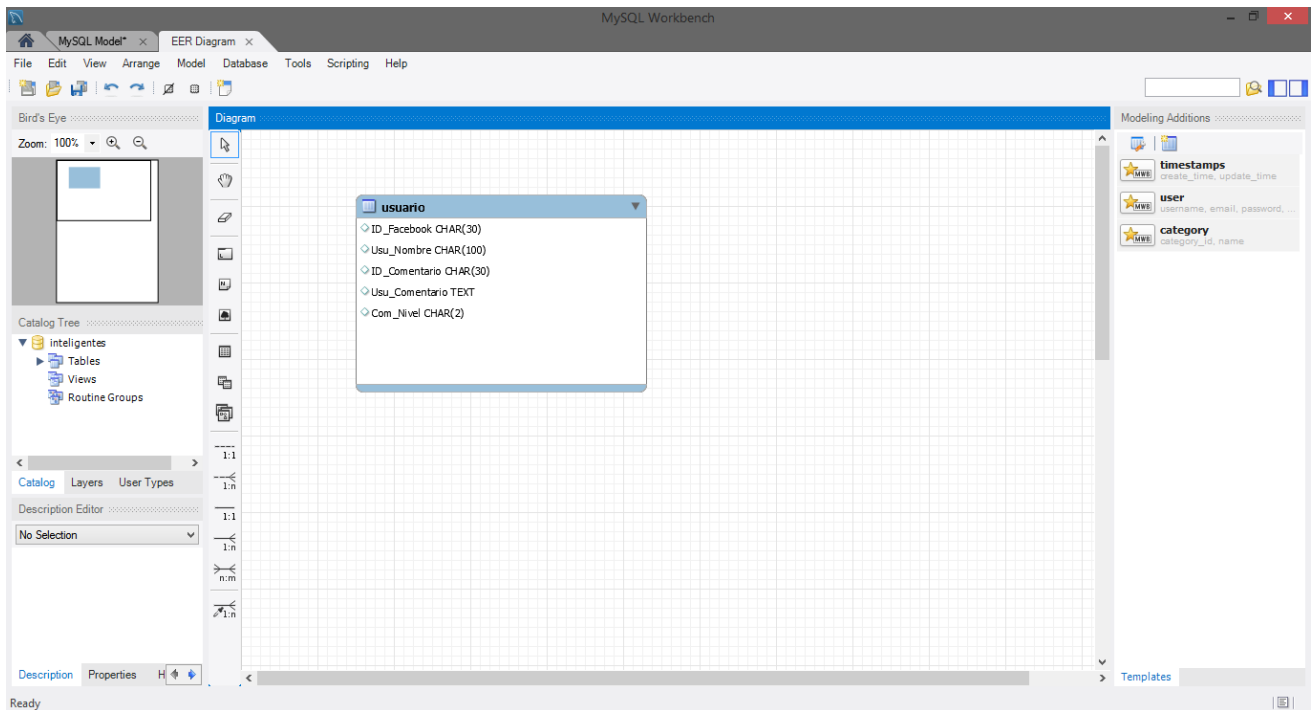 MySQL Workbench
MySQL Model* × EER Diagram ×
File Edit View Arrange Model Database Tools Scripting Help
Bird's Eye
Zoom: 100%
Diagram
Modeling Additions
timestamps
create_time, update_time
user
username, email, password, ...
category
category_id, name
usuario
ID_Facebook CHAR(30)
Usu_Nombre CHAR(100)
ID_Comentario CHAR(30)
Usu_Comentario TEXT
Com_Nivel CHAR(2)
Catalog Tree
inteligentes
Tables
Views
Routine Groups
Catalog Layers User Types
Description Editor
No Selection
1:1
1:n
1:1
1:n
n:m
1:n
Description Properties H
Templates
Ready